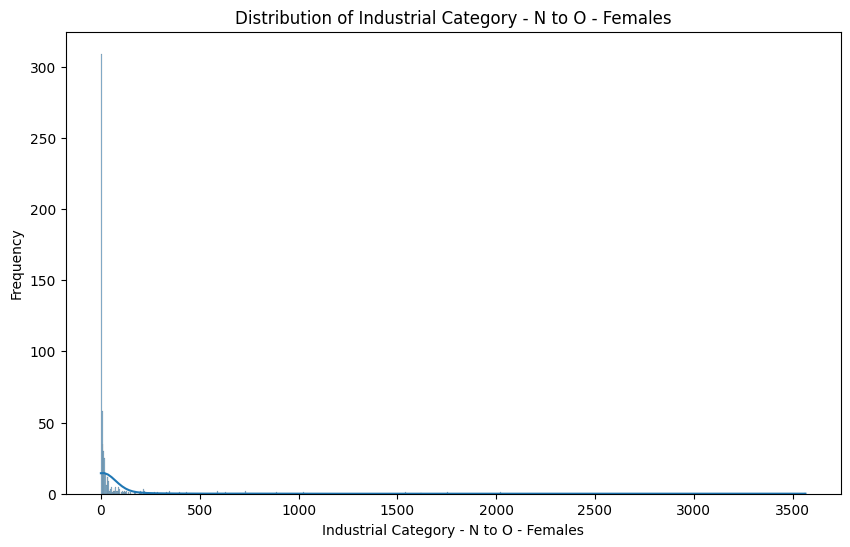 Distribution of Industrial Category - N to O - Females
Frequency
300
250
200
150
100
50
0
0 500 1000 1500 2000 2500 3000 3500
Industrial Category - N to O - Females